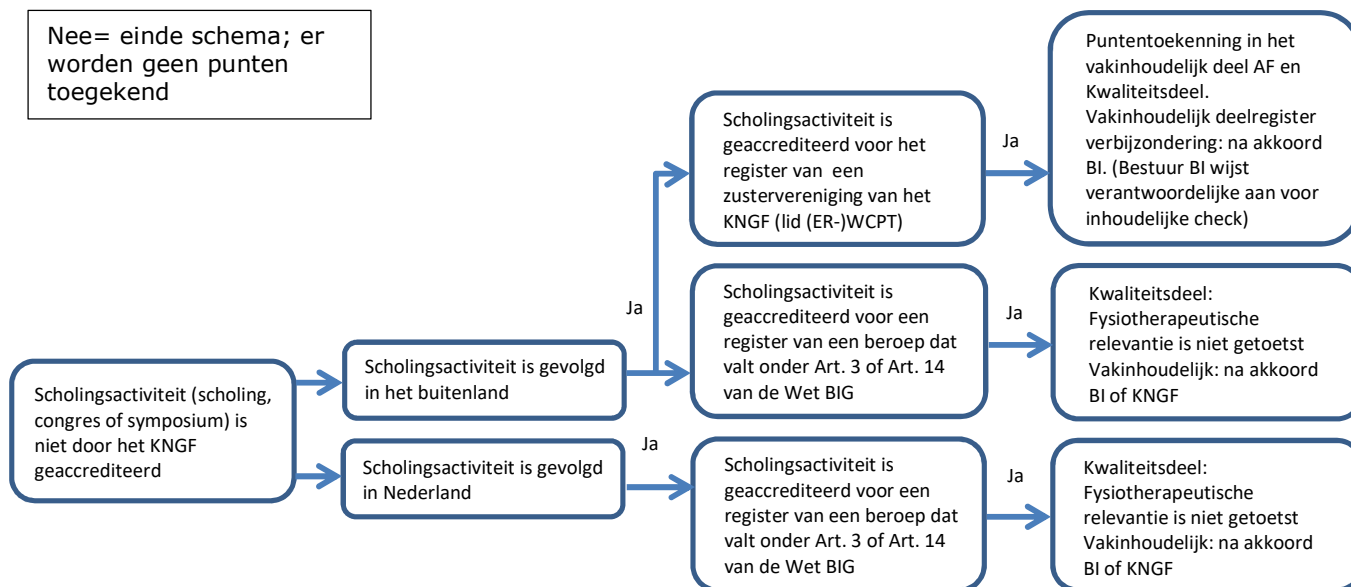 Nee= einde schema; er
worden geen punten
toegekend
Scholingsactiviteit (scholing,
congres of symposium) is
niet door het KNGF
geaccrediteerd
Scholingsactiviteit is gevolgd
in het buitenland
Ja
Scholingsactiviteit is
geaccrediteerd voor het
register van een
zustervereniging van het
KNGF (lid (ER-)WCPT)
Ja
Puntentoekenning in het
vakinhoudelijk deel AF en
Kwaliteitsdeel.
Vakinhoudelijk deelregister
verbijzondering: na akkoord
BI. (Bestuur BI wijst
verantwoordelijke aan voor
inhoudelijke check)
Scholingsactiviteit is
geaccrediteerd voor een
register van een beroep dat
valt onder Art. 3 of Art. 14
van de Wet BIG
Ja
Kwaliteitsdeel:
Fysiotherapeutische
relevantie is niet getoetst
Vakinhoudelijk: na akkoord
BI of KNGF
Scholingsactiviteit is gevolgd
in Nederland
Ja
Scholingsactiviteit is
geaccrediteerd voor een
register van een beroep dat
valt onder Art. 3 of Art. 14
van de Wet BIG
Ja
Kwaliteitsdeel:
Fysiotherapeutische
relevantie is niet getoetst
Vakinhoudelijk: na akkoord
BI of KNGF